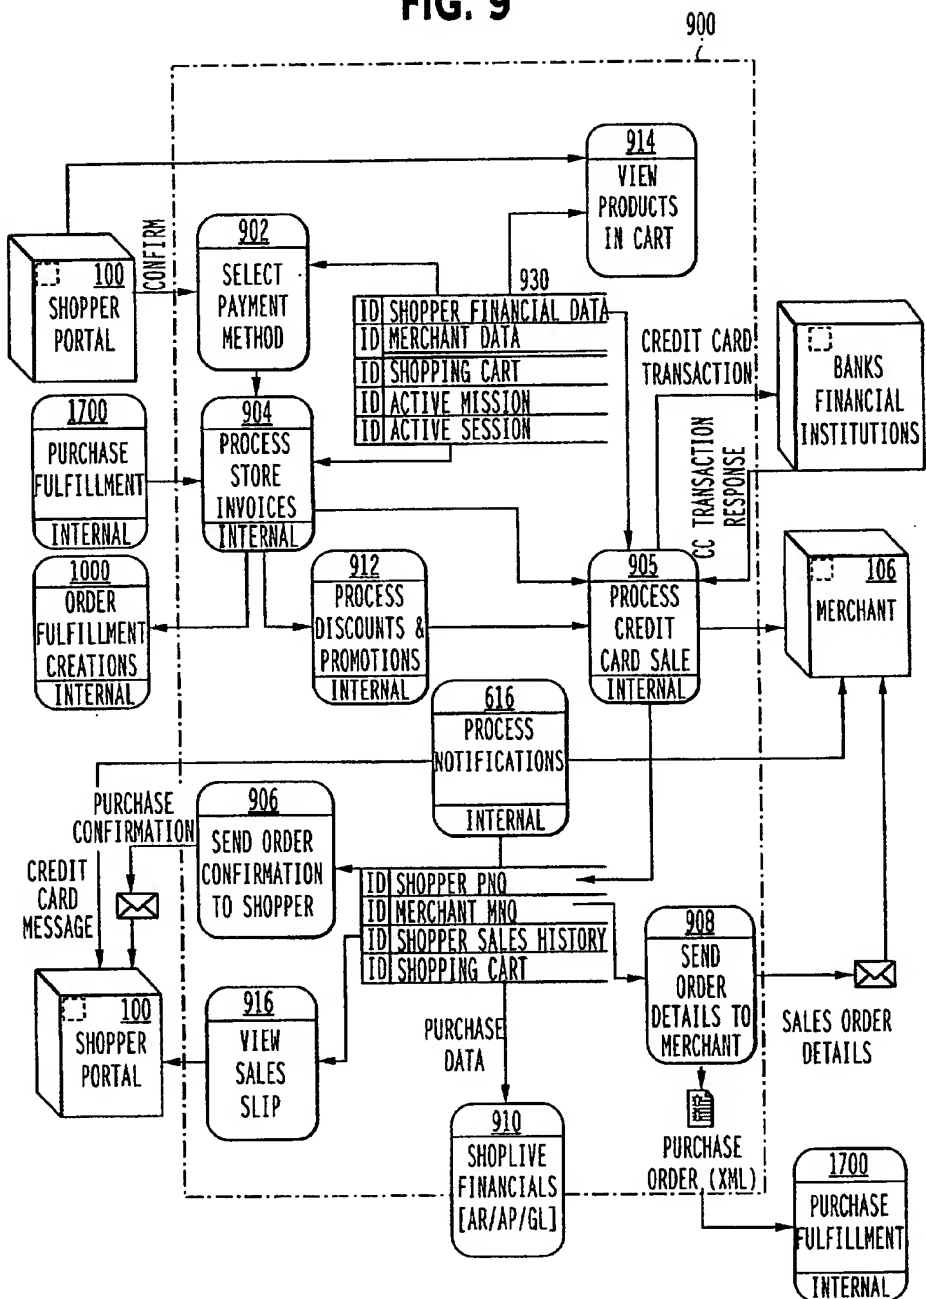 FIG. 9
900
914
VIEW
PRODUCTS
IN CART
CONFIRM
902
SELECT
PAYMENT
METHOD
100
SHOPPER
PORTAL
930
ID SHOPPER FINANCIAL DATA
ID MERCHANT DATA
ID SHOPPING CART
ID ACTIVE MISSION
ID ACTIVE SESSION
CREDIT CARD
TRANSACTION
BANKS
FINANCIAL
INSTITUTIONS
1700
PURCHASE
FULFILLMENT
INTERNAL
904
PROCESS
STORE
INVOICES
INTERNAL
CC TRANSACTION
RESPONSE
1000
ORDER
FULFILLMENT
CREATIONS
INTERNAL
912
PROCESS
DISCOUNTS &
PROMOTIONS
INTERNAL
905
PROCESS
CREDIT
CARD SALE
INTERNAL
106
MERCHANT
616
PROCESS
NOTIFICATIONS
INTERNAL
PURCHASE
CONFIRMATION
906
SEND ORDER
CONFIRMATION
TO SHOPPER
CREDIT
CARD
MESSAGE
ID SHOPPER PNQ
ID MERCHANT MNQ
ID SHOPPER SALES HISTORY
ID SHOPPING CART
908
SEND
ORDER
DETAILS TO
MERCHANT
SALES ORDER
DETAILS
100
SHOPPER
PORTAL
916
VIEW
SALES
SLIP
PURCHASE
DATA
910
SHOPLIVE
FINANCIALS
[AR/AP/GL]
PURCHASE
ORDER (XML)
1700
PURCHASE
FULFILLMENT
INTERNAL